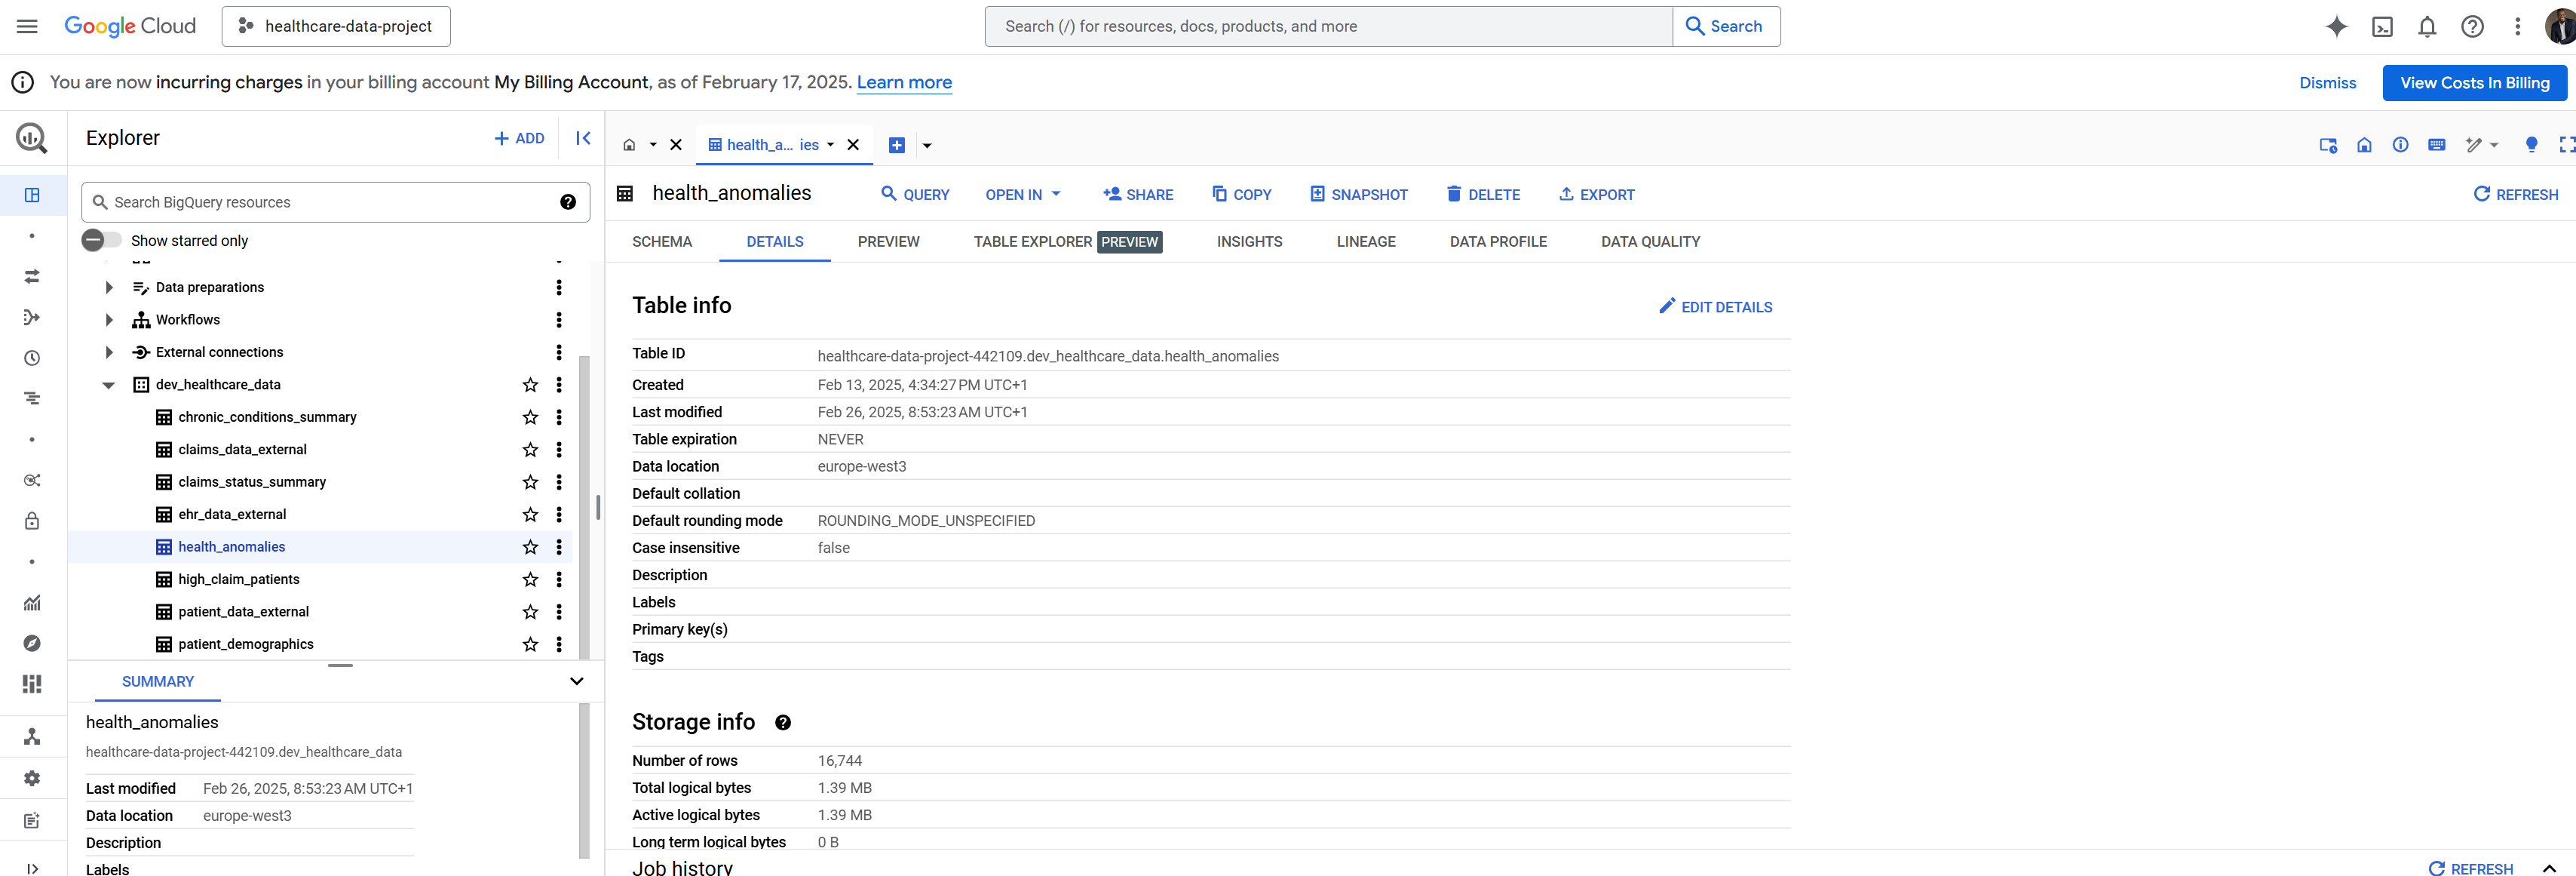 Google Cloud
healthcare-data-project
Search (/) for resources, docs, products, and more
Search
You are now incurring charges in your billing account My Billing Account, as of February 17, 2025. Learn more
Dismiss
View Costs In Billing
Explorer
+ ADD
health_a... ies
Search BigQuery resources
Show starred only
Data preparations
Workflows
External connections
dev_healthcare_data
chronic_conditions_summary
claims_data_external
claims_status_summary
ehr_data_external
health_anomalies
high_claim_patients
patient_data_external
patient_demographics
SUMMARY
health_anomalies
healthcare-data-project-442109.dev_healthcare_data
Last modified Feb 26, 2025, 8:53:23 AM UTC+1
Data location europe-west3
Description
Labels
health_anomalies
QUERY
OPEN IN
SHARE
COPY
SNAPSHOT
DELETE
EXPORT
REFRESH
SCHEMA
DETAILS
PREVIEW
TABLE EXPLORER PREVIEW
INSIGHTS
LINEAGE
DATA PROFILE
DATA QUALITY
Table info
EDIT DETAILS
Table ID healthcare-data-project-442109.dev_healthcare_data.health_anomalies
Created Feb 13, 2025, 4:34:27 PM UTC+1
Last modified Feb 26, 2025, 8:53:23 AM UTC+1
Table expiration NEVER
Data location europe-west3
Default collation
Default rounding mode ROUNDING_MODE_UNSPECIFIED
Case insensitive false
Description
Labels
Primary key(s)
Tags
Storage info
Number of rows 16,744
Total logical bytes 1.39 MB
Active logical bytes 1.39 MB
Long term logical bytes 0 B
Job history
REFRESH